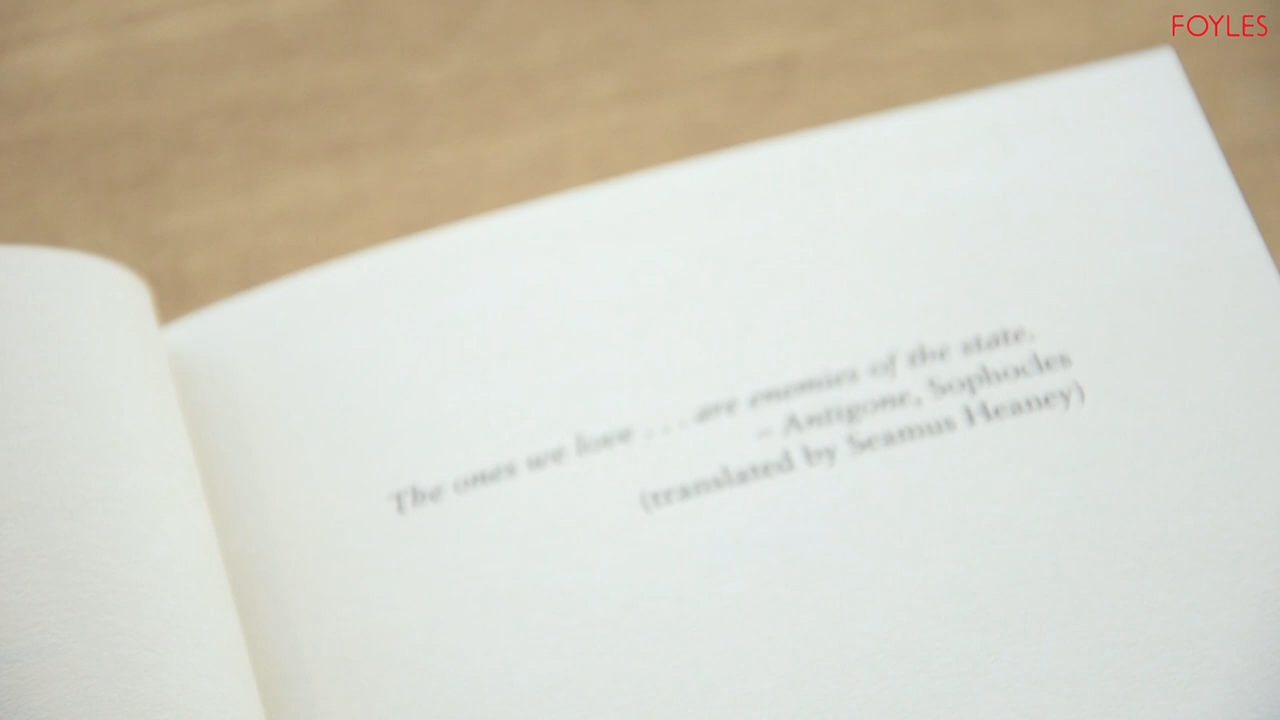 FOYLES
The ones we love . . . are enemies of the state.
– Antigone, Sophocles
(translated by Seamus Heaney)